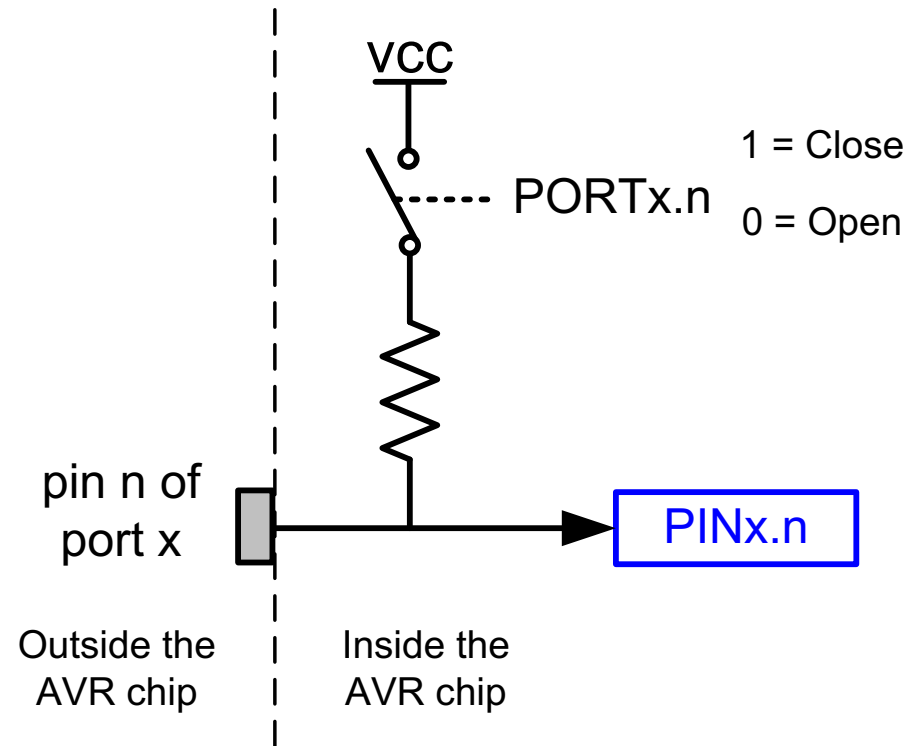 VCC
PORTx.n
1 = Close
0 = Open
pin n of
port x
PINx.n
Outside the
AVR chip
Inside the
AVR chip